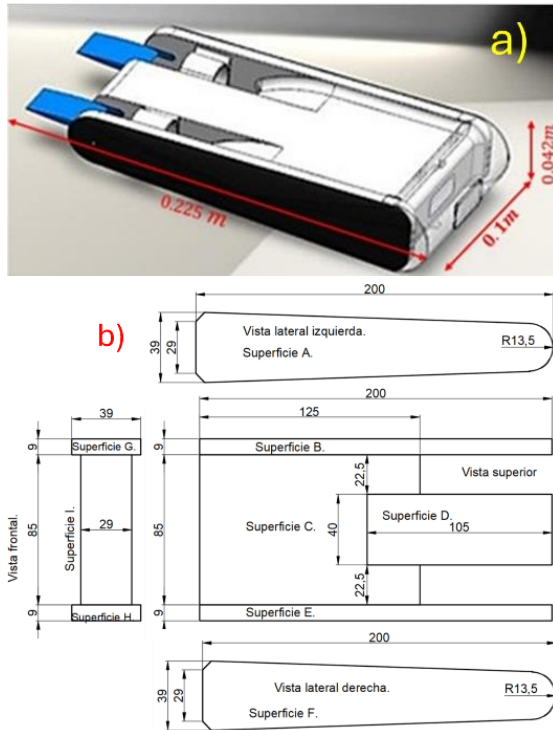 a)
0.225 m
0.1m
0.042m
b)
200
39
29
Vista lateral izquierda.
Superficie A.
R13,5
39
200
125
9
Superficie G.
9
Superficie B.
Vista frontal.
85
Superficie I.
29
85
Superficie C.
22,5
Vista superior
40
Superficie D.
105
22,5
9
Superficie H.
9
Superficie E.
200
39
29
Vista lateral derecha.
Superficie F.
R13,5